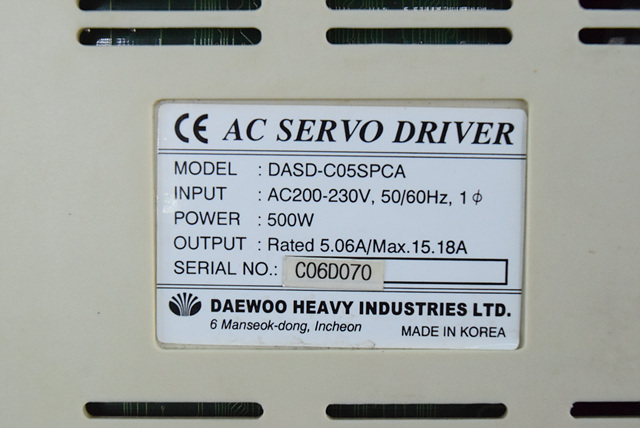 CE AC SERVO DRIVER
MODEL : DASD-C05SPCA
INPUT : AC200-230V, 50/60Hz, 1ϕ
POWER : 500W
OUTPUT : Rated 5.06A/Max.15.18A
SERIAL NO.: C06D070
DAEWOO HEAVY INDUSTRIES LTD.
6 Manseok-dong, Incheon MADE IN KOREA